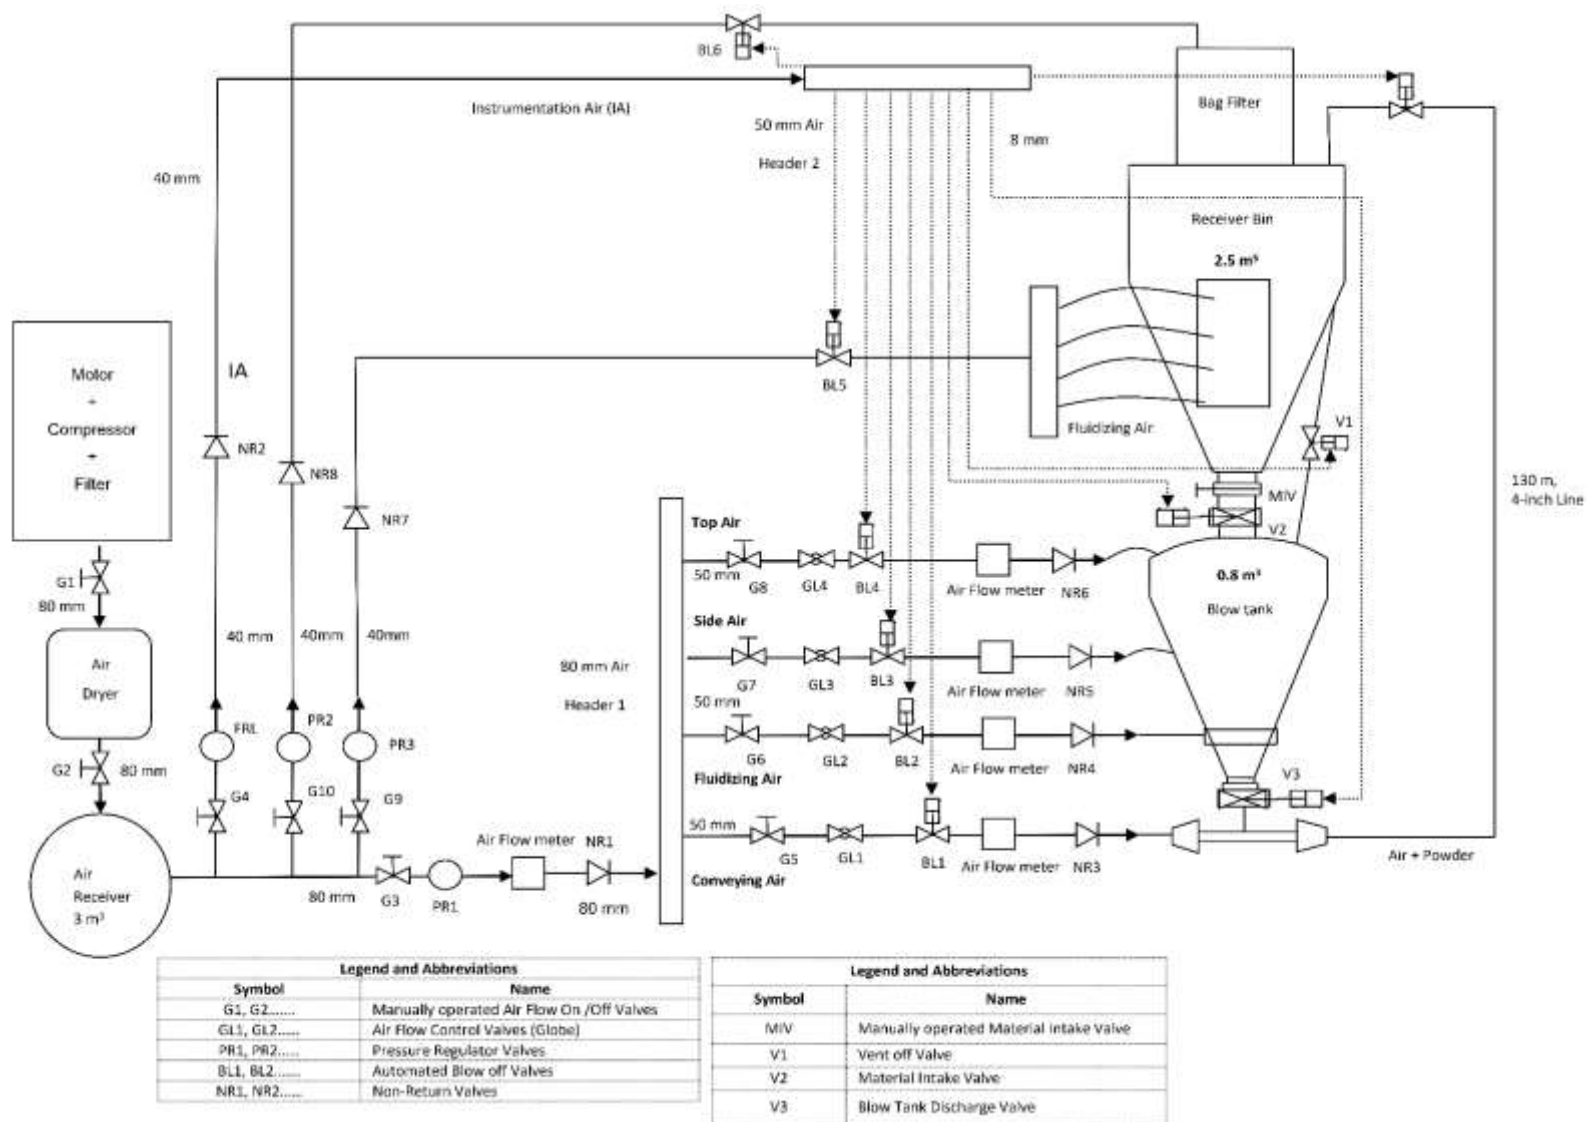 BL6
Bag Filter
Instrumentation Air (IA)
50 mm Air
Header 2
8 mm
40 mm
Receiver Bin
2.5 m³
Motor
+
Compressor
+
Filter
IA
BL5
Fluidizing Air
V1
NR2
NR8
NR7
MIV
V2
130 m,
4-inch Line
Top Air
50 mm
G8
GL4
BL4
Air Flow meter
NR6
0.8 m³
Blow tank
G1
80 mm
Air
Dryer
40 mm
40mm
40mm
Side Air
80 mm Air
Header 1
G7
GL3
BL3
Air Flow meter
NR5
50 mm
FRL
PR2
PR3
G6
GL2
BL2
Air Flow meter
NR4
G2
80 mm
Fluidizing Air
V3
G4
G10
G9
50 mm
G5
GL1
BL1
Air Flow meter
NR3
Air + Powder
Air Flow meter
NR1
Air
Receiver
3 m³
80 mm
G3
PR1
80 mm
Conveying Air
Legend and Abbreviations
Symbol Name
G1, G2...... Manually operated Air Flow On /Off Valves
GL1, GL2..... Air Flow Control Valves (Globe)
PR1, PR2..... Pressure Regulator Valves
BL1, BL2...... Automated Blow off Valves
NR1, NR2..... Non-Return Valves
Legend and Abbreviations
Symbol Name
MIV Manually operated Material Intake Valve
V1 Vent off Valve
V2 Material Intake Valve
V3 Blow Tank Discharge Valve